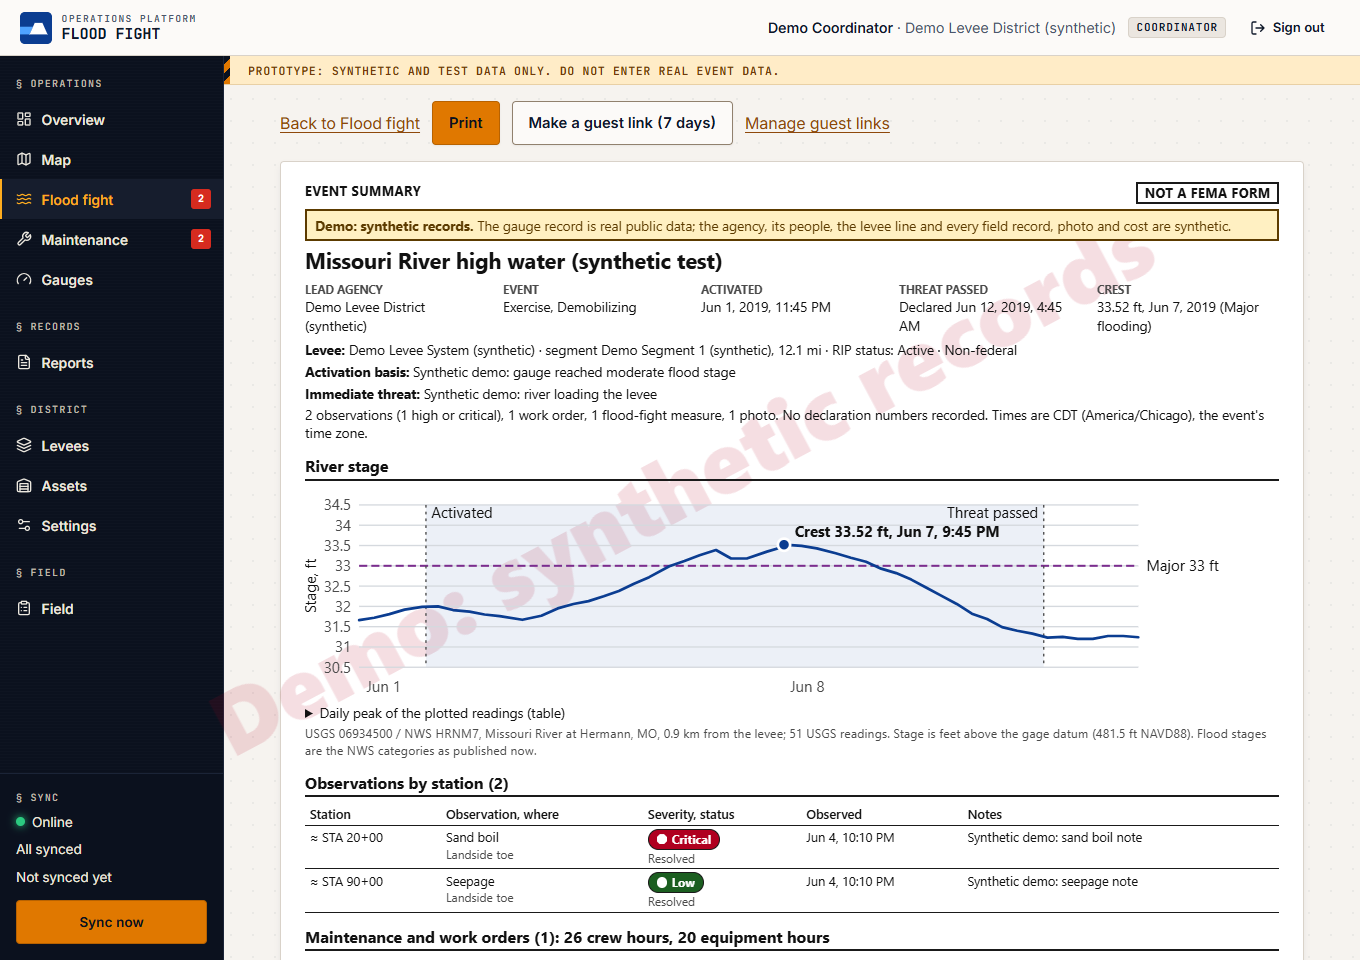 OPERATIONS PLATFORM
FLOOD FIGHT
Demo Coordinator · Demo Levee District (synthetic)
COORDINATOR
Sign out
§ OPERATIONS
Overview
Map
Flood fight
2
Maintenance
2
Gauges
§ RECORDS
Reports
§ DISTRICT
Levees
Assets
Settings
§ FIELD
Field
§ SYNC
Online
All synced
Not synced yet
Sync now
PROTOTYPE: SYNTHETIC AND TEST DATA ONLY. DO NOT ENTER REAL EVENT DATA.
Back to Flood fight
Print
Make a guest link (7 days)
Manage guest links
EVENT SUMMARY
NOT A FEMA FORM
Demo: synthetic records. The gauge record is real public data; the agency, its people, the levee line and every field record, photo and cost are synthetic.
Missouri River high water (synthetic test)
LEAD AGENCY
Demo Levee District
(synthetic)
EVENT
Exercise, Demobilizing
ACTIVATED
Jun 1, 2019, 11:45 PM
THREAT PASSED
Declared Jun 12, 2019, 4:45
AM
CREST
33.52 ft, Jun 7, 2019 (Major
flooding)
Levee: Demo Levee System (synthetic) · segment Demo Segment 1 (synthetic), 12.1 mi · RIP status: Active · Non-federal
Activation basis: Synthetic demo: gauge reached moderate flood stage
Immediate threat: Synthetic demo: river loading the levee
2 observations (1 high or critical), 1 work order, 1 flood-fight measure, 1 photo. No declaration numbers recorded. Times are CDT (America/Chicago), the event's
time zone.
River stage
Stage, ft
34.5
34
33.5
33
32.5
32
31.5
31
30.5
Activated
Threat passed
Crest 33.52 ft, Jun 7, 9:45 PM
Major 33 ft
Jun 1
Jun 8
Demo: synthetic records
Daily peak of the plotted readings (table)
USGS 06934500 / NWS HRNM7, Missouri River at Hermann, MO, 0.9 km from the levee; 51 USGS readings. Stage is feet above the gage datum (481.5 ft NAVD88). Flood stages
are the NWS categories as published now.
Observations by station (2)
Station Observation, where Severity, status Observed Notes
≈ STA 20+00 Sand boil Critical Jun 4, 10:10 PM Synthetic demo: sand boil note
Landside toe Resolved
≈ STA 90+00 Seepage Low Jun 4, 10:10 PM Synthetic demo: seepage note
Landside toe Resolved
Maintenance and work orders (1): 26 crew hours, 20 equipment hours